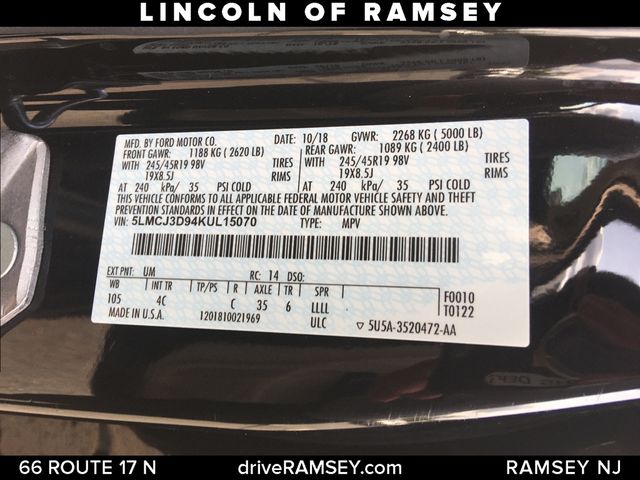 LINCOLN OF RAMSEY
MFD. BY FORD MOTOR CO. DATE: 10/18 GVWR: 2268 KG ( 5000 LB)
FRONT GAWR: 1188 KG ( 2620 LB) REAR GAWR: 1089 KG ( 2400 LB)
WITH 245/45R19 98V TIRES WITH 245/45R19 98V TIRES
19X8.5J RIMS 19X8.5J RIMS
AT 240 kPa/ 35 PSI COLD AT 240 kPa/ 35 PSI COLD
THIS VEHICLE CONFORMS TO ALL APPLICABLE FEDERAL MOTOR VEHICLE SAFETY AND THEFT PREVENTION STANDARDS IN EFFECT ON THE DATE OF MANUFACTURE SHOWN ABOVE.
VIN: 5LMCJ3D94KUL15070 TYPE: MPV
EXT PNT: UM RC: 14 DSO:
WB INT TR TP/PS R AXLE TR SPR F0010
105 4C C 35 6 LLLL T0122
MADE IN U.S.A. 1201810021969 ULC ▽5U5A-3520472-AA
66 ROUTE 17 N driveRAMSEY.com RAMSEY NJ